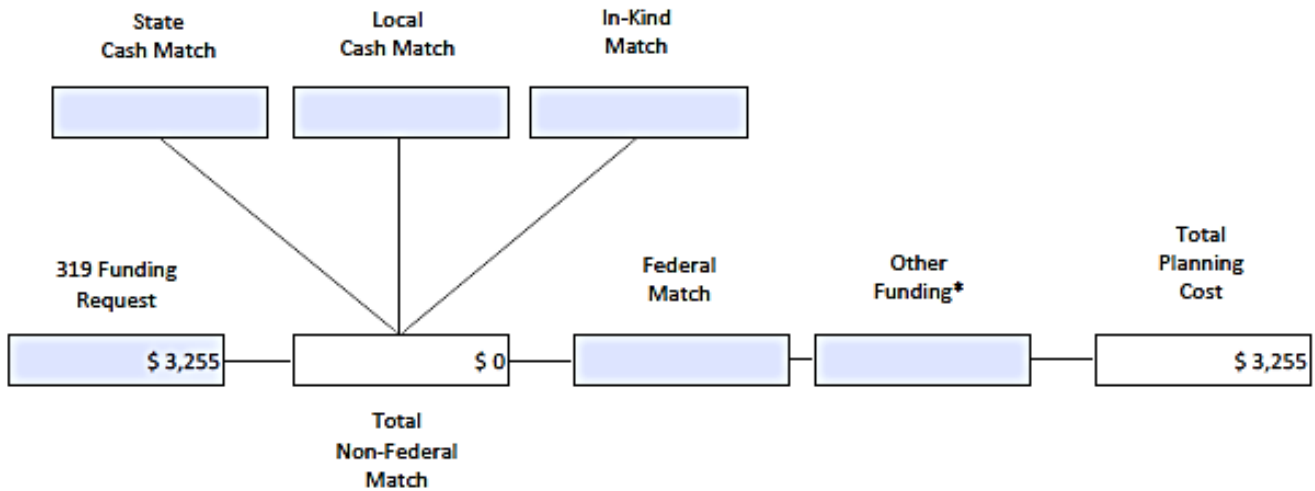 State
Cash Match
Local
Cash Match
In-Kind
Match
319 Funding
Request
Federal
Match
Other
Funding*
Total
Planning
Cost
$ 3,255
$ 0
$ 3,255
Total
Non-Federal
Match